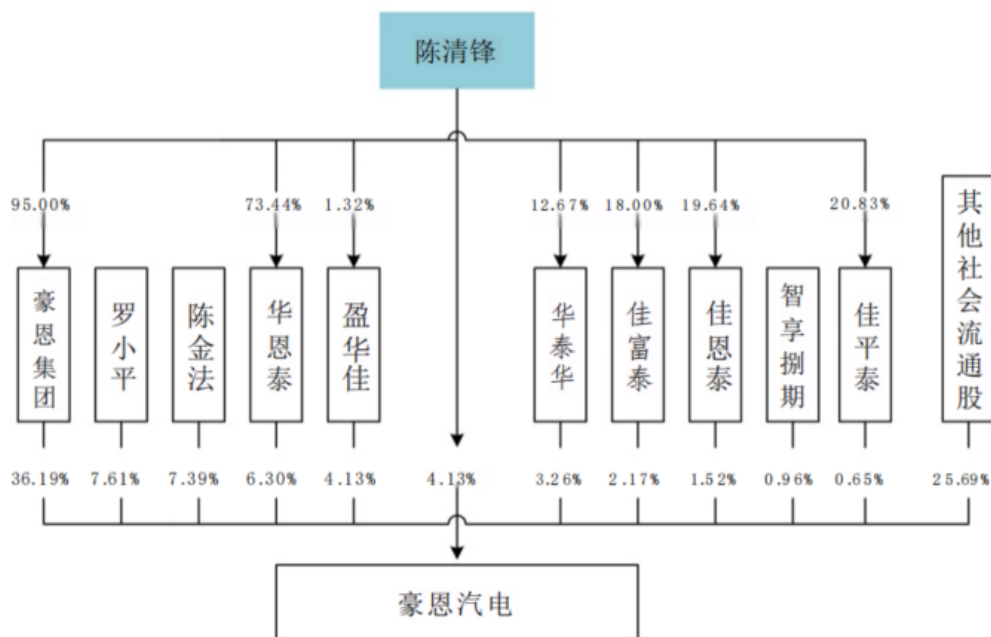 陈清锋
95.00%
73.44%
1.32%
12.67%
18.00%
19.64%
20.83%
豪恩集团
罗小平
陈金法
华恩泰
盈华佳
华泰华
佳富泰
佳恩泰
智享捌期
佳平泰
其他社会流通股
36.19%
7.61%
7.39%
6.30%
4.13%
4.13%
3.26%
2.17%
1.52%
0.96%
0.65%
25.69%
豪恩汽电